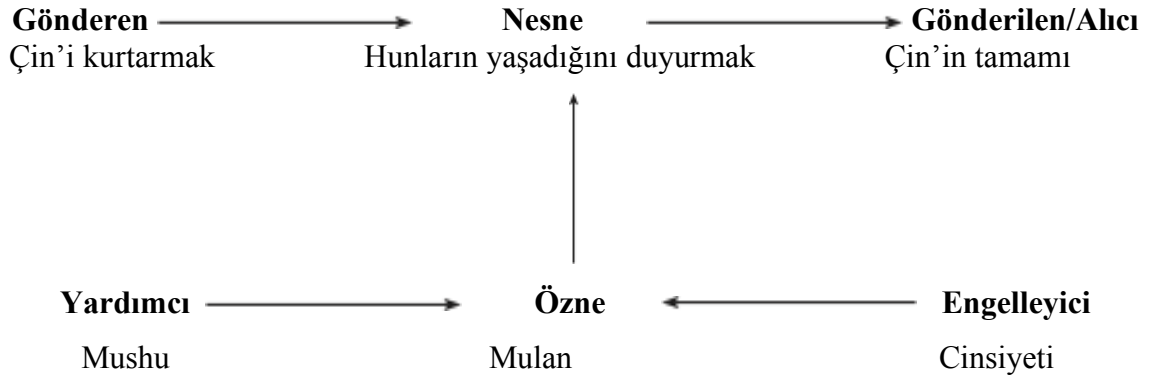 Gönderen Nesne Gönderilen/Alıcı
Çin’i kurtarmak Hunların yaşadığını duyurmak Çin’in tamamı
Yardımcı Özne Engelleyici
Mushu Mulan Cinsiyeti